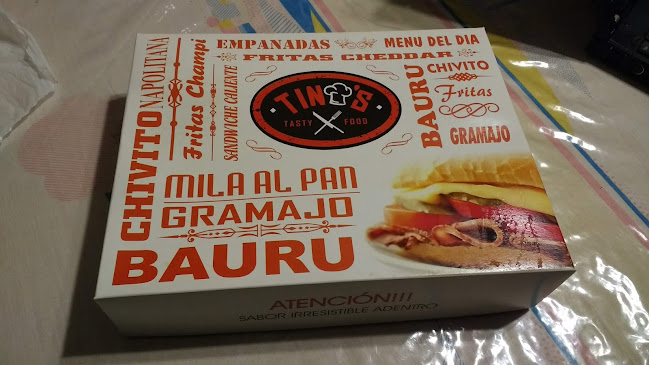 CHIVITO
NAPOLITANA
Fritas Champi
SANDWICHE CALIENTE
EMPANADAS
MENU DEL DIA
FRITAS CHEDDAR
TINO'S
TASTY FOOD
BAURU
CHIVITO
Fritas
GRAMAJO
MILA AL PAN
GRAMAJO
BAURU
ATENCIÓN!!!
SABOR IRRESISTIBLE ADENTRO